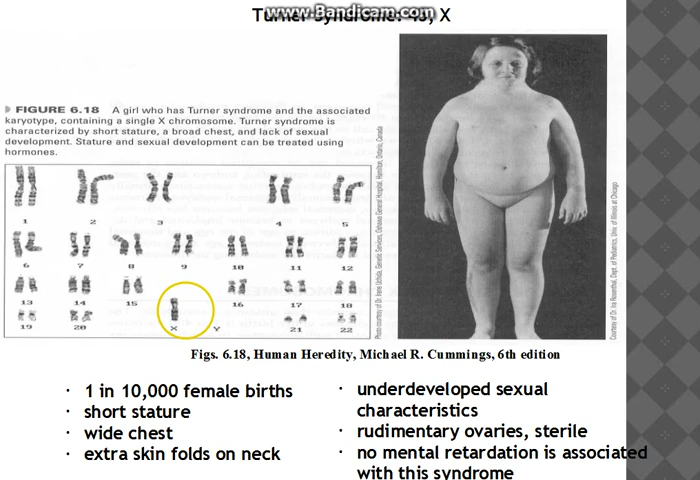 www.Bandicam.com
Turner Syndrome: 45, X
FIGURE 6.18 A girl who has Turner syndrome and the associated
karyotype, containing a single X chromosome. Turner syndrome is
characterized by short stature, a broad chest, and lack of sexual
development. Stature and sexual development can be treated using
hormones.
1 2 3 4 5
6 7 8 9 10 11 12
13 14 15 16 17 18
19 20 X Y 21 22
Figs. 6.18, Human Heredity, Michael R. Cummings, 6th edition
· 1 in 10,000 female births
· short stature
· wide chest
· extra skin folds on neck
· underdeveloped sexual
characteristics
· rudimentary ovaries, sterile
· no mental retardation is associated
with this syndrome